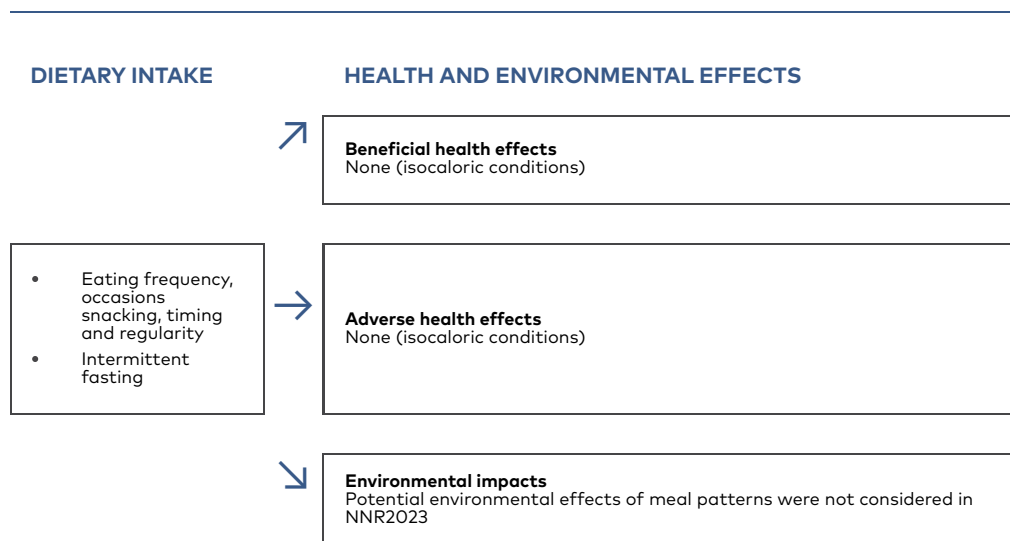 DIETARY INTAKE
HEALTH AND ENVIRONMENTAL EFFECTS
Beneficial health effects
None (isocaloric conditions)
• Eating frequency,
occasions
snacking, timing
and regularity
• Intermittent
fasting
Adverse health effects
None (isocaloric conditions)
Environmental impacts
Potential environmental effects of meal patterns were not considered in
NNR2023